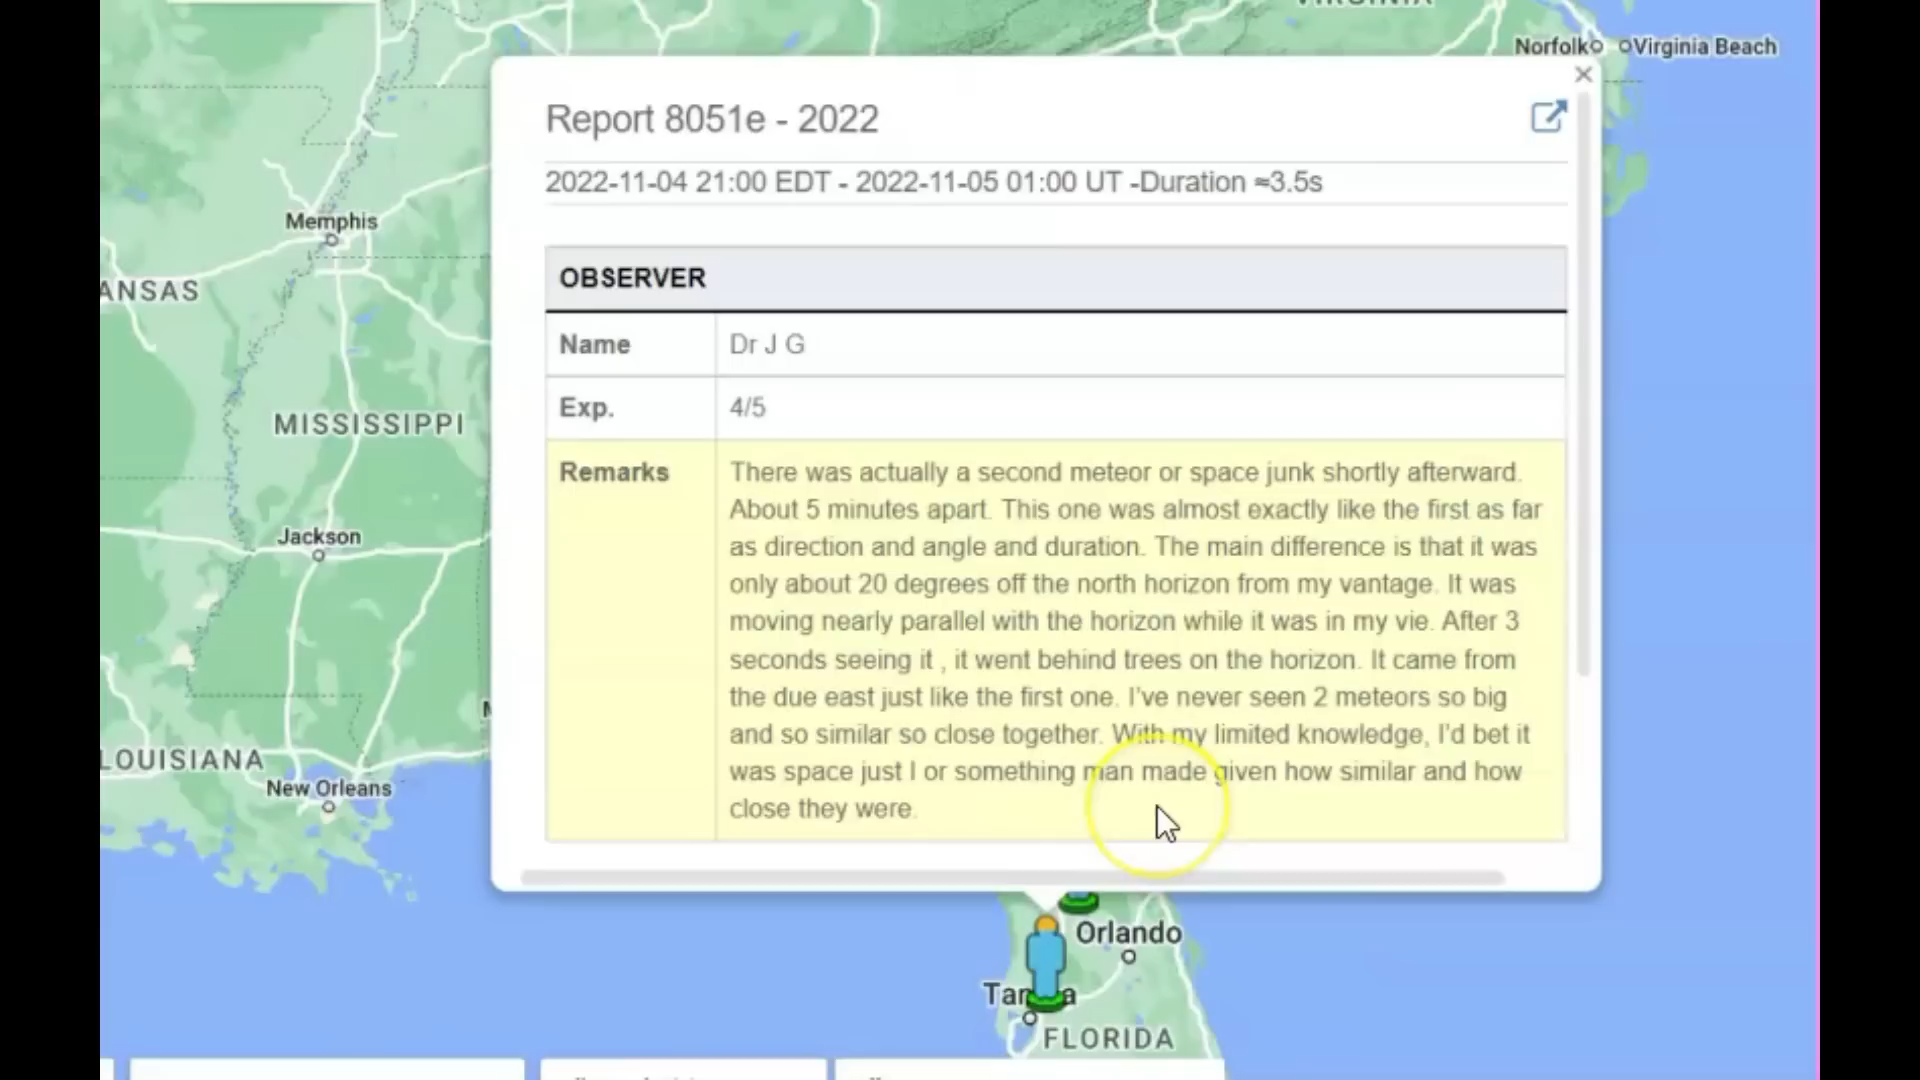 Norfolk
Virginia Beach
Report 8051e - 2022
2022-11-04 21:00 EDT - 2022-11-05 01:00 UT -Duration ≈3.5s
Memphis
OBSERVER
ANSAS
Name Dr J G
Exp. 4/5
MISSISSIPPI
Remarks There was actually a second meteor or space junk shortly afterward.
About 5 minutes apart. This one was almost exactly like the first as far
as direction and angle and duration. The main difference is that it was
only about 20 degrees off the north horizon from my vantage. It was
moving nearly parallel with the horizon while it was in my vie. After 3
seconds seeing it , it went behind trees on the horizon. It came from
the due east just like the first one. I've never seen 2 meteors so big
and so similar so close together. With my limited knowledge, I'd bet it
was space just I or something man made given how similar and how
close they were.
Jackson
LOUISIANA
New Orleans
Orlando
FLORIDA